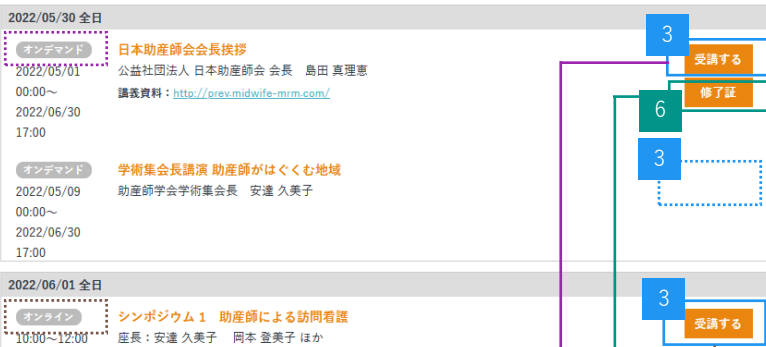 2022/05/30 全日
オンデマンド
日本助産師会会長挨拶
3
受講する
2022/05/01
公益社団法人 日本助産師会 会長　島田 真理恵
00:00～
講義資料：http://prev.midwife-mrm.com/
6
修了証
2022/06/30
17:00
オンデマンド
学術集会長講演 助産師がはぐくむ地域
3
2022/05/09
助産師学会学術集会長　安達 久美子
00:00～
2022/06/30
17:00
2022/06/01 全日
オンライン
シンポジウム 1　助産師による訪問看護
3
受講する
10:00～12:00
座長：安達 久美子　岡本 登美子 ほか